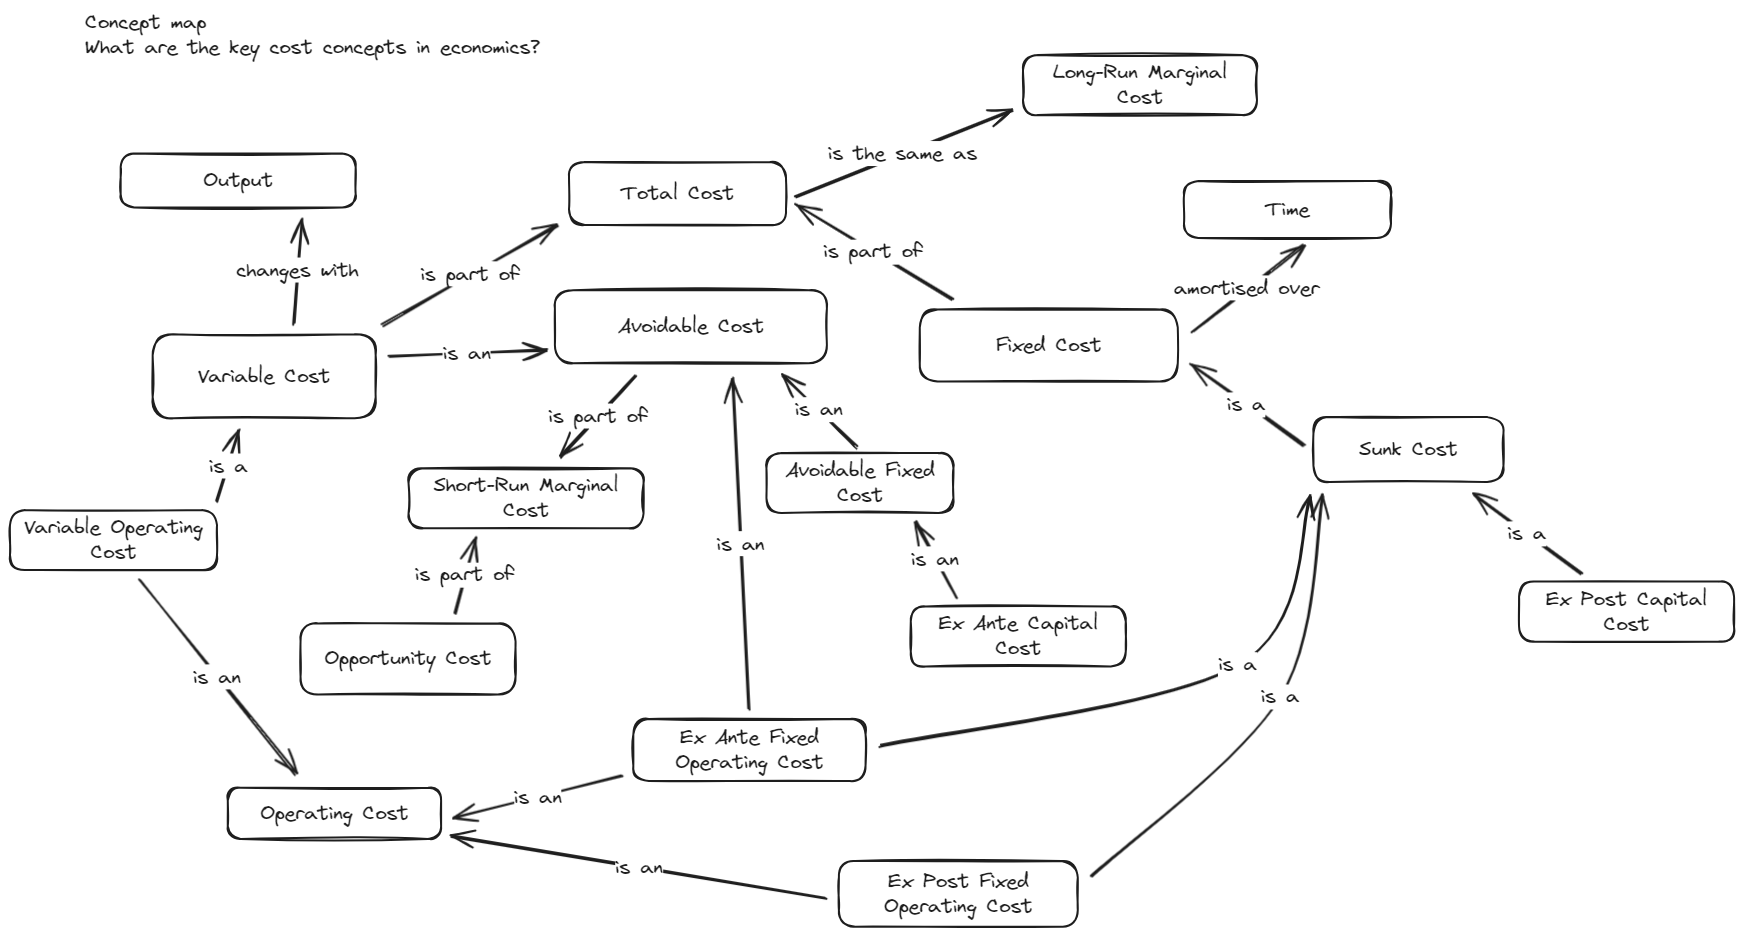 Concept map
What are the key cost concepts in economics?
Long-Run Marginal
Cost
is the same as
Output
Total Cost
Time
changes with
is part of
is part of
amortised over
Avoidable Cost
Fixed Cost
Variable Cost
is an
is part of
is an
is a
Sunk Cost
is a
Short-Run Marginal
Cost
Avoidable Fixed
Cost
Variable Operating
Cost
is an
is an
is a
is part of
Ex Ante Capital
Cost
Ex Post Capital
Cost
Opportunity Cost
is an
is a
is a
Ex Ante Fixed
Operating Cost
is an
Operating Cost
is an
Ex Post Fixed
Operating Cost